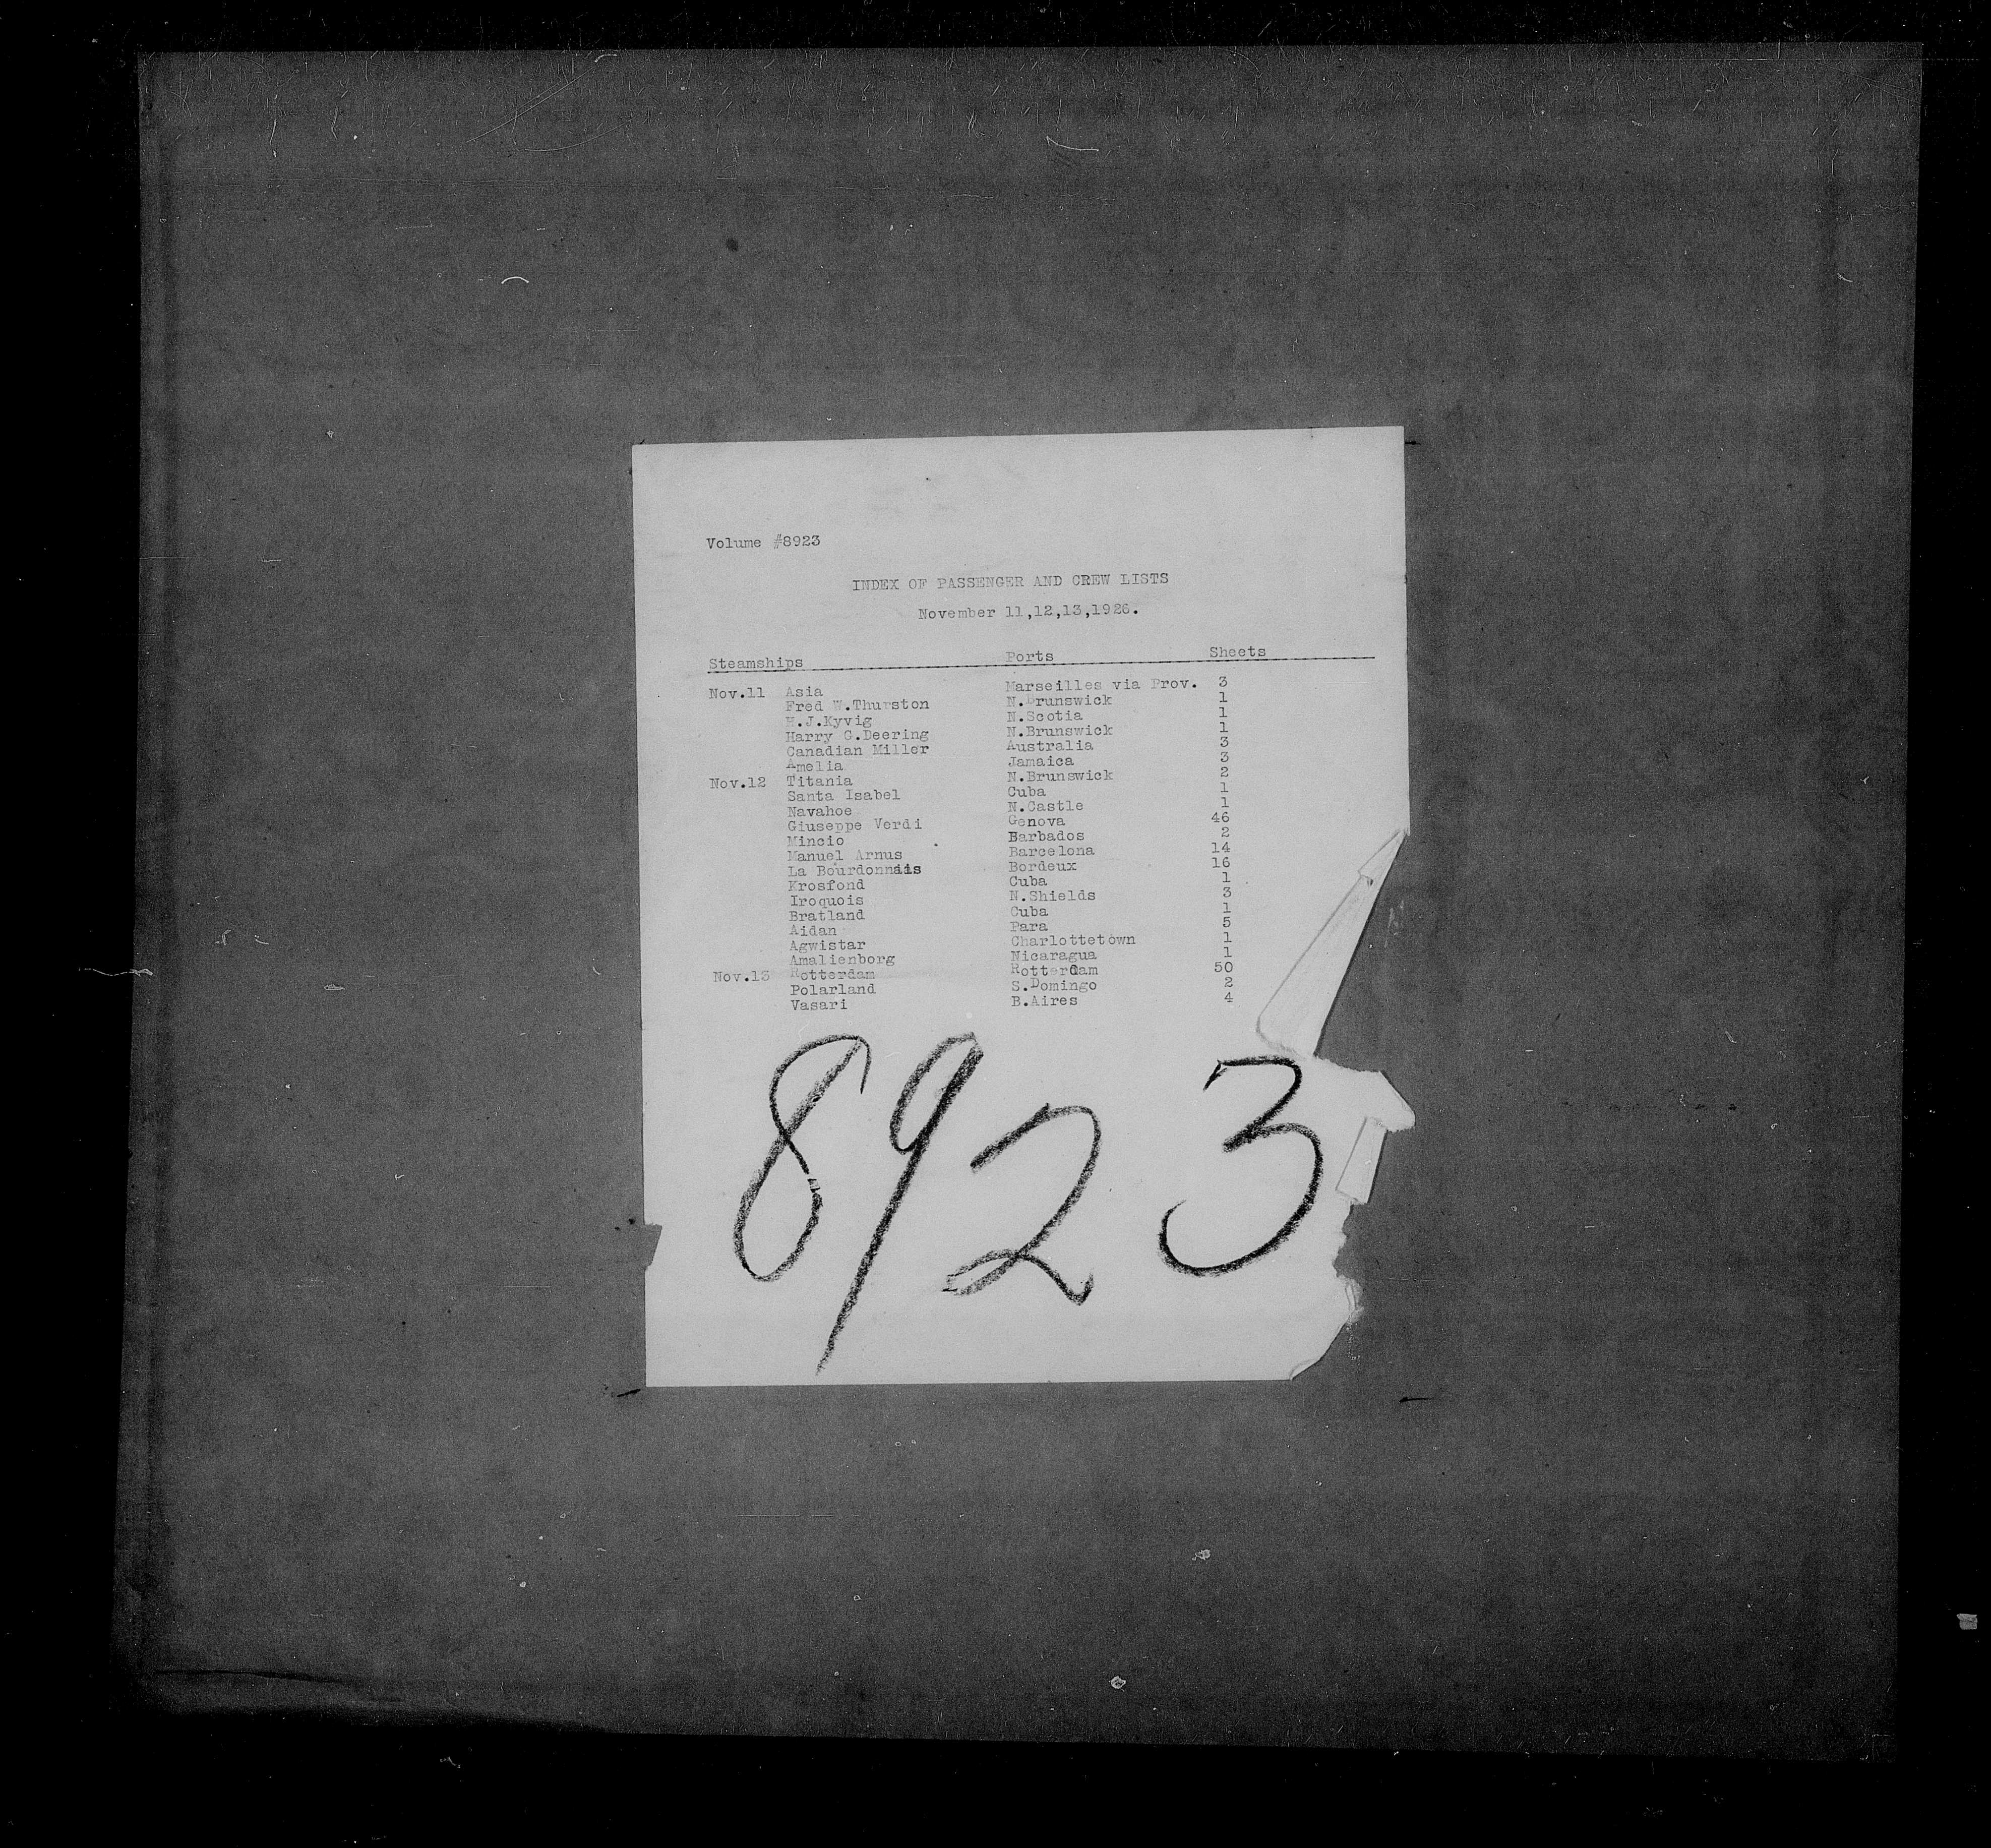 Volume #8923
INDEX OF PASSENGER AND CREW LISTS
November 11,12,13,1926.
Steamships Ports Sheets
Nov.11 Asia Marseilles via Prov. 3
Fred W.Thurston N.Brunswick 1
H.J.Kyvig N.Scotia 1
Harry G.Deering N.Brunswick 1
Canadian Miller Australia 3
Amelia Jamaica 3
Nov.12 Titania N.Brunswick 2
Santa Isabel Cuba 1
Navahoe N.Castle 1
Giuseppe Verdi Genova 46
Mincio Barbados 2
Manuel Arnus Barcelona 14
La Bourdonnais Bordeux 16
Krosfond Cuba 1
Iroquois N.Shields 3
Bratland Cuba 1
Aidan Para 5
Agwistar Charlottetown 1
Amalienborg Nicaragua 1
Nov.13 Rotterdam Rotterdam 50
Polarland S.Domingo 2
Vasari B.Aires 4
8923